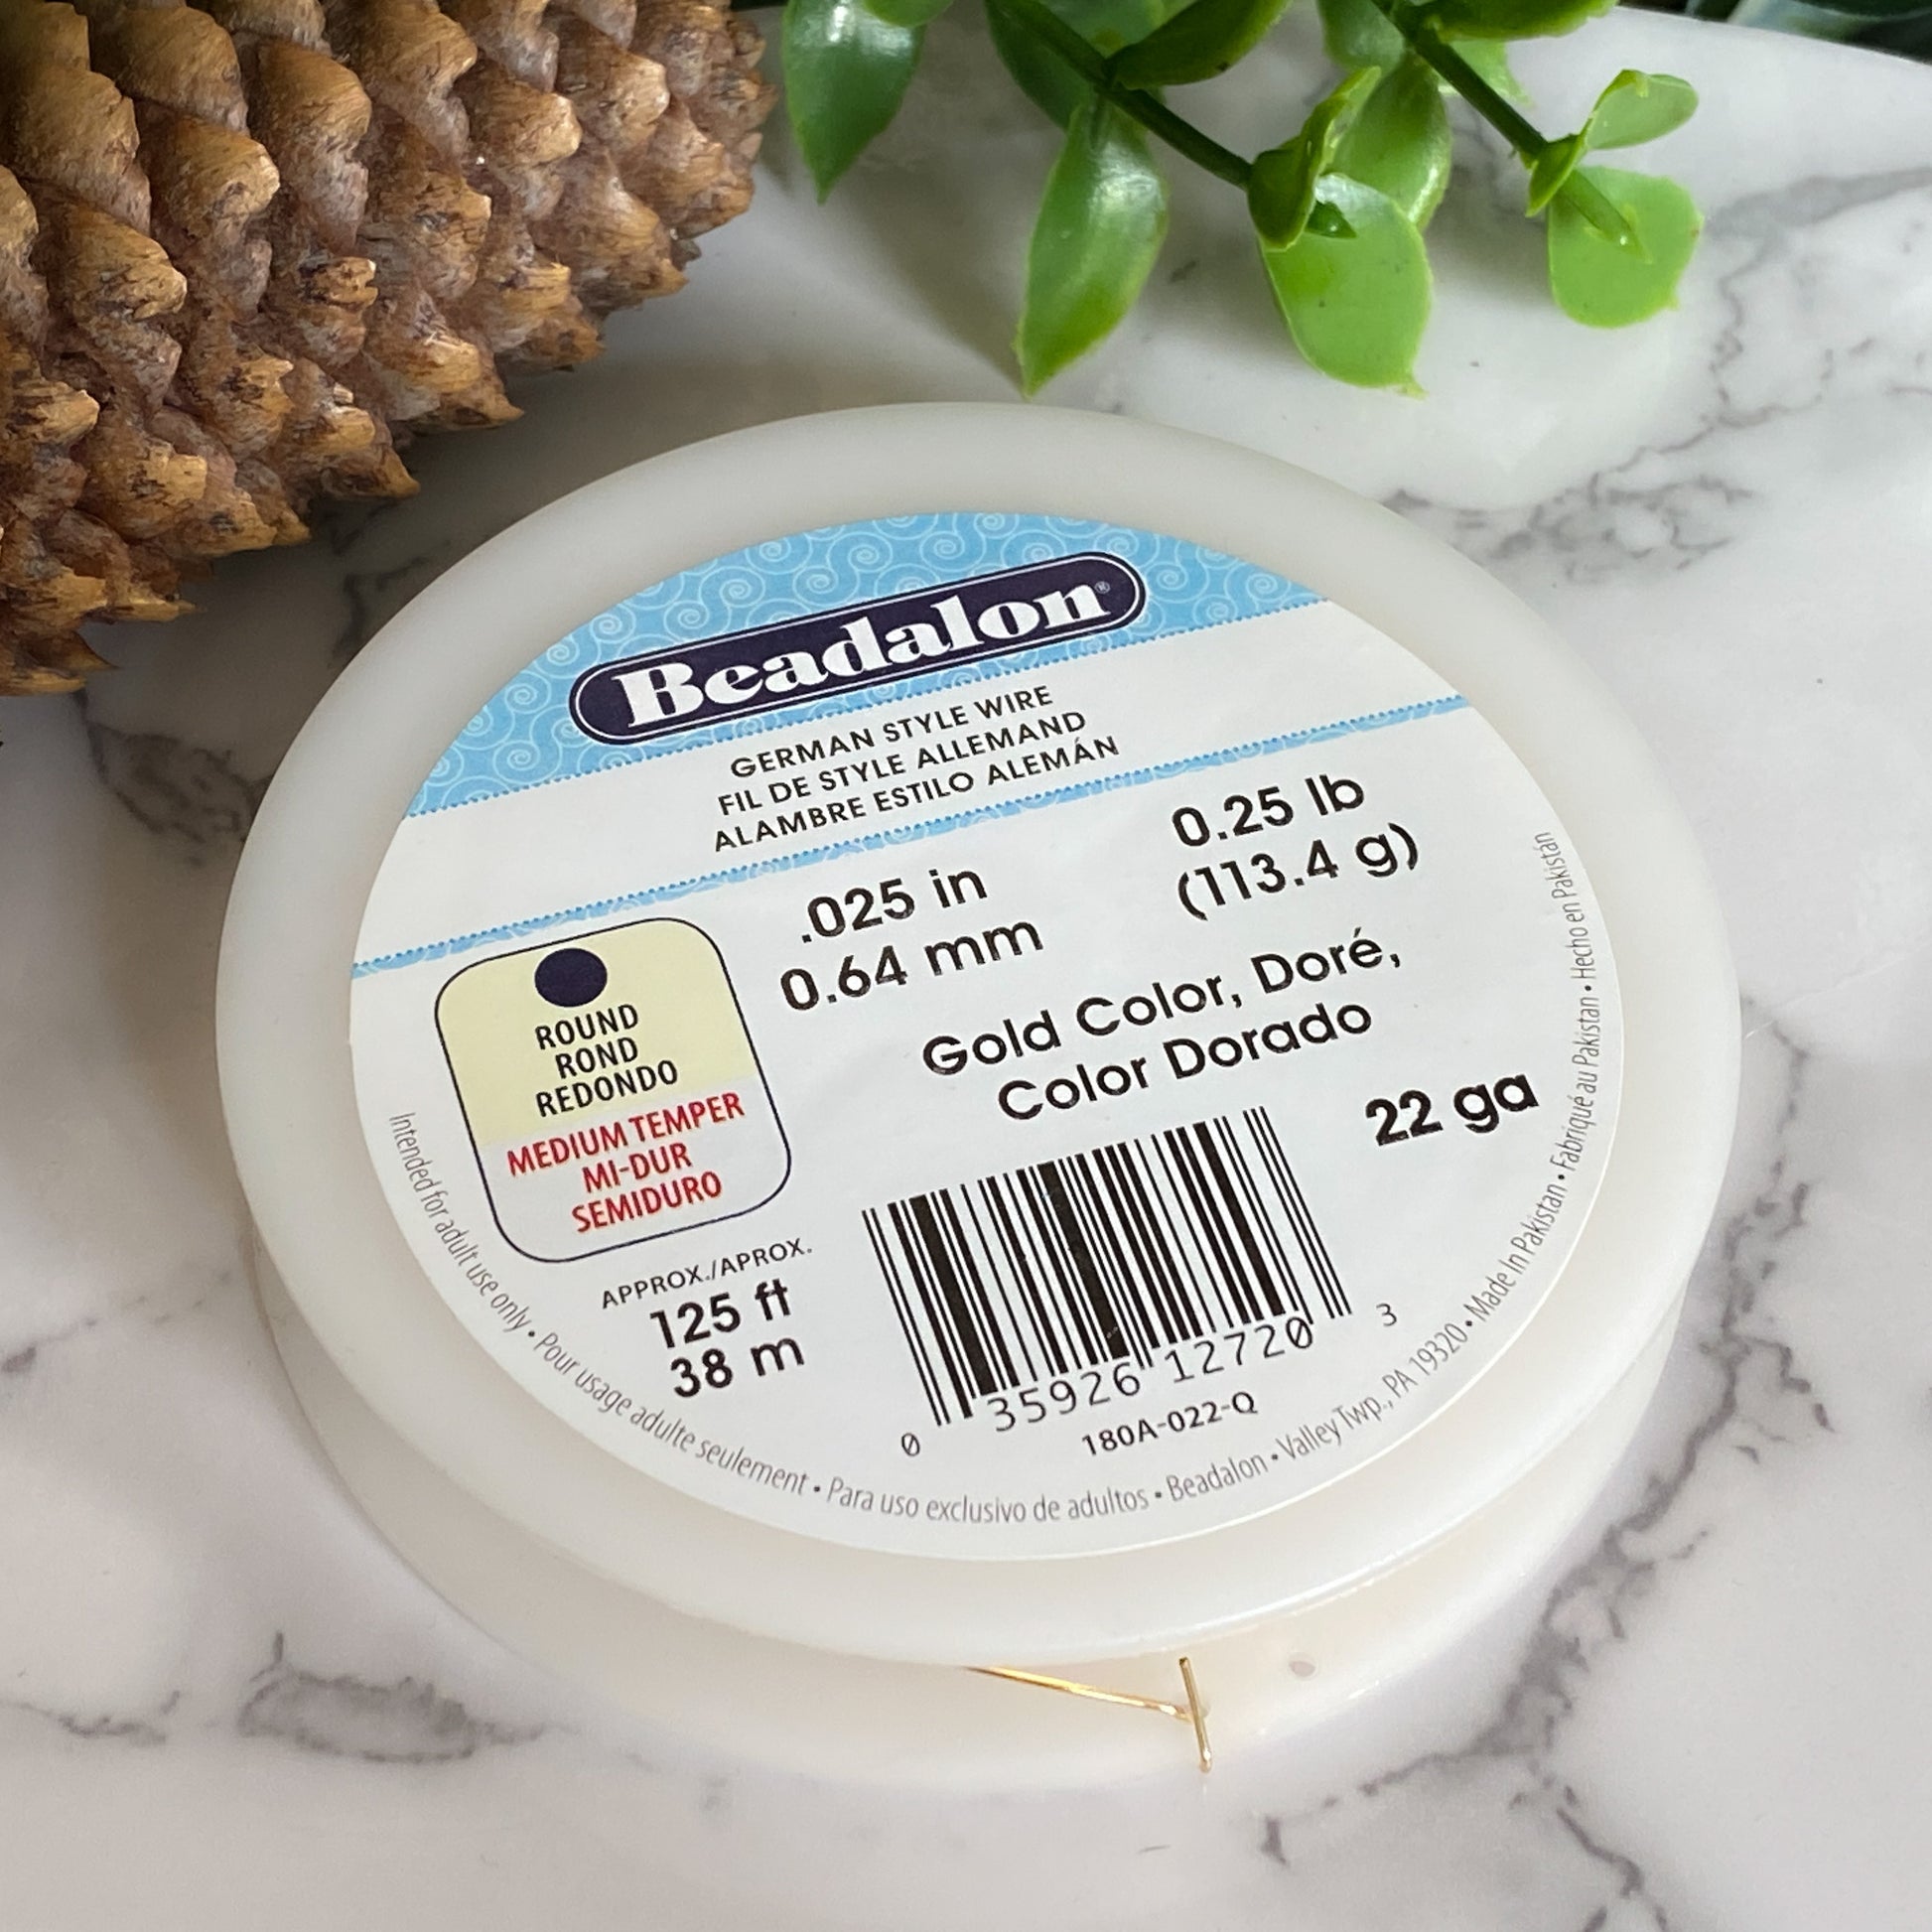 Beadalon®
GERMAN STYLE WIRE
FIL DE STYLE ALLEMAND
ALAMBRE ESTILO ALEMÁN
.025 in
0.64 mm
0.25 lb
(113.4 g)
ROUND
ROND
REDONDO
MEDIUM TEMPER
MI-DUR
SEMIDURO
Gold Color, Doré,
Color Dorado
22 ga
APPROX./APROX.
125 ft
38 m
0 35926 12720 3
180A-022-Q
Intended for adult use only • Pour usage adulte seulement • Para uso exclusivo de adultos • Beadalon • Valley Twp., PA 19320 • Made In Pakistan • Fabriqué au Pakistan • Hecho en Pakistán